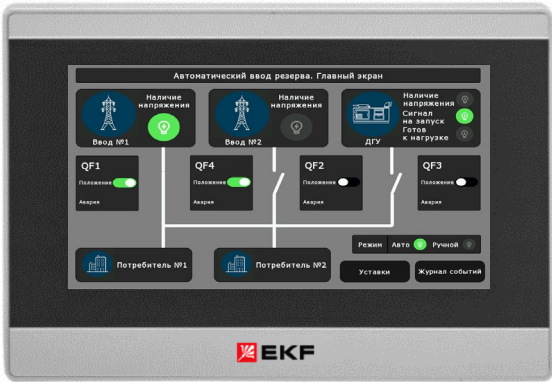 Автоматический ввод резерва. Главный экран
Наличие
напряжения
Ввод №1
Наличие
напряжения
Ввод №2
Наличие
напряжения
Сигнал
на запуск
Готов
к нагрузке
ДГУ
QF1
Положение
Авария
QF4
Положение
Авария
QF2
Положение
Авария
QF3
Положение
Авария
Режим Авто Ручной
Потребитель №1
Потребитель №2
Уставки
Журнал событий
EKF